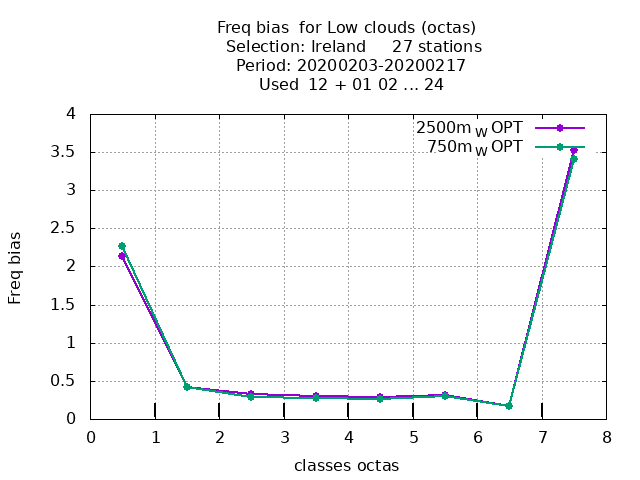 Freq bias  for Low clouds (octas)
Selection: Ireland     27 stations
Period: 20200203-20200217
Used  12 + 01 02 ... 24
2500m W OPT
750m W OPT
4
3.5
3
2.5
2
1.5
1
0.5
0
Freq bias
0 1 2 3 4 5 6 7 8
classes octas